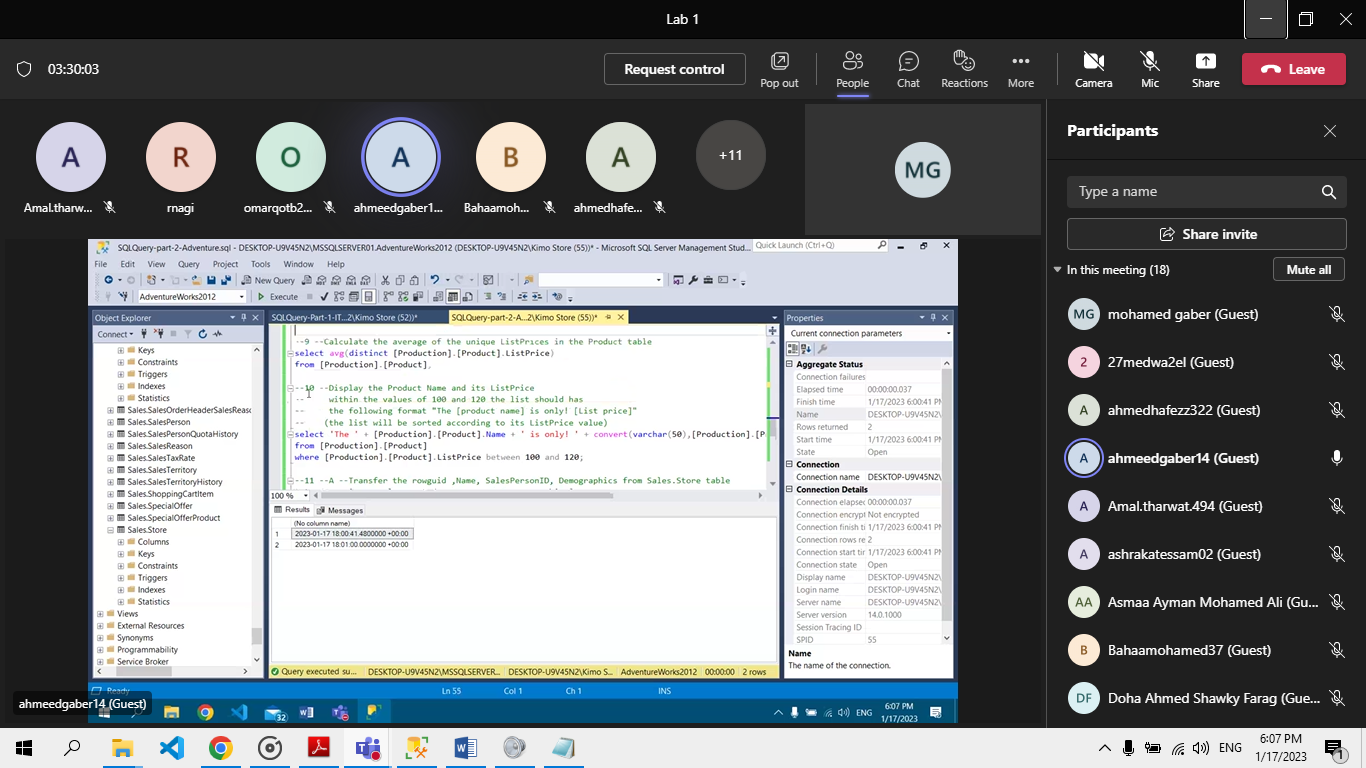 Lab 1
03:30:03
Request control
Pop out
People
Chat
Reactions
More
Camera
Mic
Share
Leave
A
R
O
A
B
A
+11
MG
Amal.tharw...
rnagi
omarqotb2...
ahmeedgaber1...
Bahaamoh...
ahmedhafe...
Participants
Type a name
Share invite
In this meeting (18)
Mute all
MG mohamed gaber (Guest)
2 27medwa2el (Guest)
A ahmedhafezz322 (Guest)
A ahmeedgaber14 (Guest)
A Amal.tharwat.494 (Guest)
A ashrakatessam02 (Guest)
AA Asmaa Ayman Mohamed Ali (Gu...
B Bahaamohamed37 (Guest)
DF Doha Ahmed Shawky Farag (Gue...
SQLQuery-part-2-Adventure.sql - DESKTOP-U9V45N2\MSSQLSERVER01.AdventureWorks2012 (DESKTOP-U9V45N2\Kimo Store (55))* - Microsoft SQL Server Management Stud...
Quick Launch (Ctrl+Q)
File Edit View Query Project Tools Window Help
New Query
AdventureWorks2012
Execute
Object Explorer
Connect
Keys
Constraints
Triggers
Indexes
Statistics
Sales.SalesOrderHeaderSalesReaso
Sales.SalesPerson
Sales.SalesPersonQuotaHistory
Sales.SalesReason
Sales.SalesTaxRate
Sales.SalesTerritory
Sales.SalesTerritoryHistory
Sales.ShoppingCartItem
Sales.SpecialOffer
Sales.SpecialOfferProduct
Sales.Store
Columns
Keys
Constraints
Triggers
Indexes
Statistics
Views
External Resources
Synonyms
Programmability
Service Broker
SQLQuery-Part-1-IT...2\Kimo Store (52))*
SQLQuery-part-2-A...2\Kimo Store (55))*
--9 --Calculate the average of the unique ListPrices in the Product table
select avg(distinct [Production].[Product].ListPrice)
from [Production].[Product],
--10 --Display the Product Name and its ListPrice
-- within the values of 100 and 120 the list should has
-- the following format "The [product name] is only! [List price]"
-- (the list will be sorted according to its ListPrice value)
select 'The ' + [Production].[Product].Name + ' is only! ' + convert(varchar(50),[Production].[P
from [Production].[Product]
where [Production].[Product].ListPrice between 100 and 120;
--11 --A --Transfer the rowguid ,Name, SalesPersonID, Demographics from Sales.Store table
100 %
Results Messages
(No column name)
1 2023-01-17 18:00:41.4800000 +00:00
2 2023-01-17 18:01:00.0000000 +00:00
Query executed su...
DESKTOP-U9V45N2\MSSQLSERVER...
DESKTOP-U9V45N2\Kimo S...
AdventureWorks2012
00:00:00
2 rows
Properties
Current connection parameters
Aggregate Status
Connection failures
Elapsed time 00:00:00.037
Finish time 1/17/2023 6:00:41 PM
Name DESKTOP-U9V45N2\
Rows returned 2
Start time 1/17/2023 6:00:41 PM
State Open
Connection
Connection name DESKTOP-U9V45N2\
Connection Details
Connection elapsec 00:00:00.037
Connection encrypt Not encrypted
Connection finish ti 1/17/2023 6:00:41 PM
Connection rows re 2
Connection start tir 1/17/2023 6:00:41 PM
Connection state Open
Display name DESKTOP-U9V45N2\
Login name DESKTOP-U9V45N2\
Server name DESKTOP-U9V45N2\
Server version 14.0.1000
Session Tracing ID
SPID 55
Name
The name of the connection.
Ready
Ln 55 Col 1 Ch 1 INS
ahmeedgaber14 (Guest)
32
ENG
6:07 PM
1/17/2023
ENG
6:07 PM
1/17/2023
1